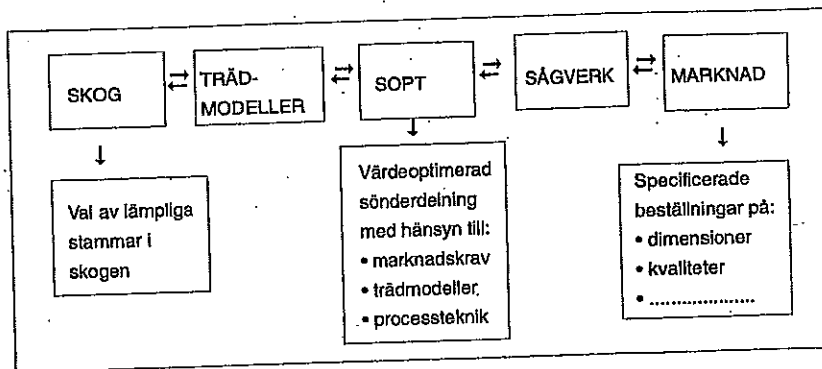 SKOG
TRÄD-
MODELLER
SOPT
SÅGVERK
MARKNAD
Val av lämpliga
stammar i
skogen
Värdeoptimerad
sönderdelning
med hänsyn till:
• marknadskrav
• trädmodeller
• processteknik
Specificerade
beställningar på:
• dimensioner
• kvaliteter
• .....................